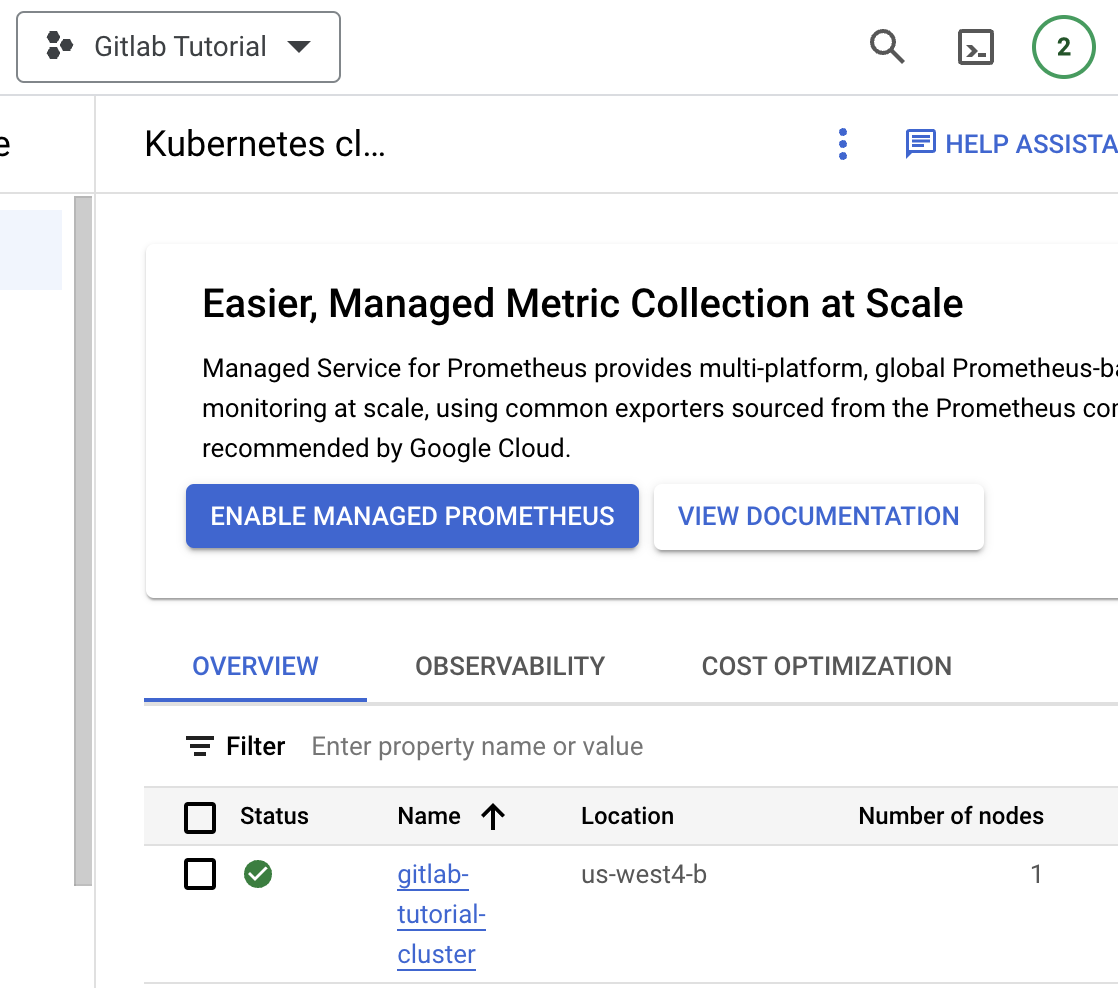 Gitlab Tutorial
2
Kubernetes cl...
HELP ASSISTA
Easier, Managed Metric Collection at Scale
Managed Service for Prometheus provides multi-platform, global Prometheus-ba
monitoring at scale, using common exporters sourced from the Prometheus
recommended by Google Cloud.
ENABLE MANAGED PROMETHEUS
VIEW DOCUMENTATION
OVERVIEW
OBSERVABILITY
COST OPTIMIZATION
Filter Enter property name or value
Status Name Location Number of nodes
gitlab- us-west4-b 1
tutorial-
cluster